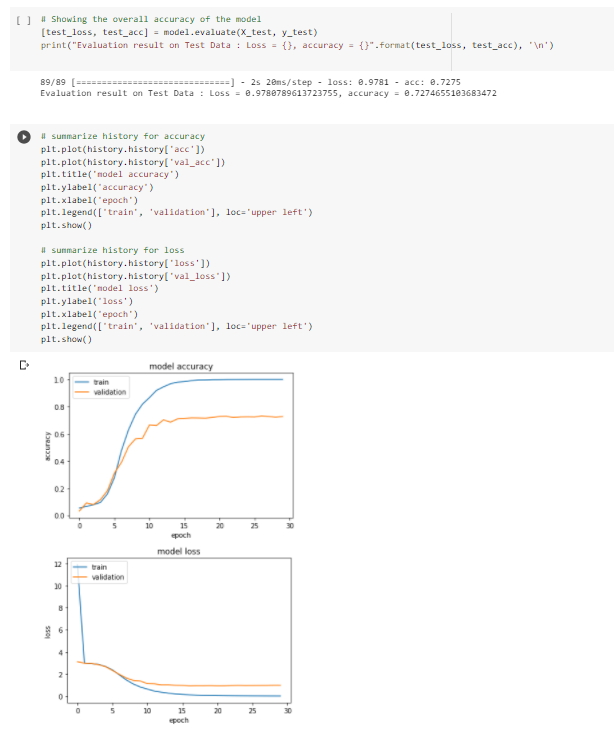 [ ] # Showing the overall accuracy of the model
[test_loss, test_acc] = model.evaluate(X_test, y_test)
print("Evaluation result on Test Data : Loss = {}, accuracy = {}".format(test_loss, test_acc), '\n')
89/89 [==============================] - 2s 20ms/step - loss: 0.9781 - acc: 0.7275
Evaluation result on Test Data : Loss = 0.9780789613723755, accuracy = 0.7274655103683472
# summarize history for accuracy
plt.plot(history.history['acc'])
plt.plot(history.history['val_acc'])
plt.title('model accuracy')
plt.ylabel('accuracy')
plt.xlabel('epoch')
plt.legend(['train', 'validation'], loc='upper left')
plt.show()
# summarize history for loss
plt.plot(history.history['loss'])
plt.plot(history.history['val_loss'])
plt.title('model loss')
plt.ylabel('loss')
plt.xlabel('epoch')
plt.legend(['train', 'validation'], loc='upper left')
plt.show()
model accuracy
train
validation
1.0
0.8
0.6
0.4
0.2
0.0
accuracy
0 5 10 15 20 25 30
epoch
model loss
train
validation
12
10
8
6
4
2
0
loss
0 5 10 15 20 25 30
epoch